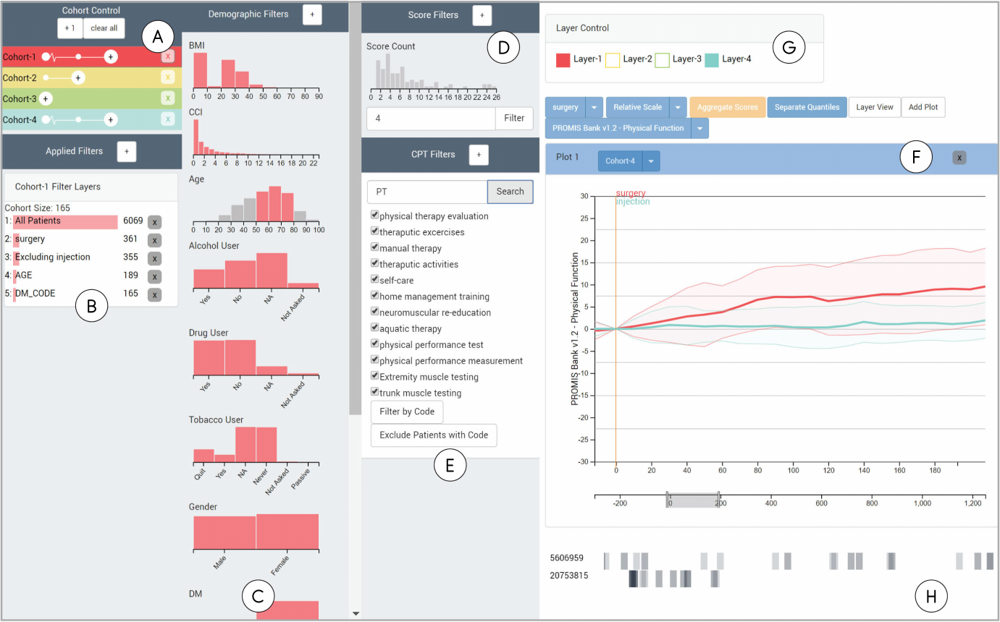 Cohort Control
+ 1 clear all
A
Cohort-1 + x
Cohort-2 + x
Cohort-3 + x
Cohort-4 + x
Applied Filters +
Cohort-1 Filter Layers
Cohort Size: 165
1: All Patients 6069 x
2: surgery 361 x
3: Excluding injection 355 x
4: AGE 189 x
5: DM_CODE 165 x
B
Demographic Filters +
BMI
0 10 20 30 40 50 60 70 80 90
CCI
0 2 4 6 8 10 12 14 16 18 20 22
Age
0 10 20 30 40 50 60 70 80 90 100
Alcohol User
Yes No NA Not Asked
Drug User
Yes No NA Not Asked
Tobacco User
Quit Yes NA Never Not Asked Passive
Gender
Male Female
DM
C
Score Filters +
D
Score Count
0 2 4 6 8 10 12 14 16 18 20 22 24 26
4 Filter
CPT Filters +
PT Search
physical therapy evaluation
theraputic excercises
manual therapy
theraputic activities
self-care
home management training
neuromuscular re-education
aquatic therapy
physical performance test
physical performance measurement
Extremity muscle testing
trunk muscle testing
Filter by Code
Exclude Patients with Code
E
Layer Control
G
Layer-1 Layer-2 Layer-3 Layer-4
surgery Relative Scale Aggregate Scores Separate Quantiles Layer View Add Plot
PROMIS Bank v1.2 - Physical Function
Plot 1 Cohort-4 F x
surgery
injection
PROMIS Bank v1.2 - Physical Function
30
25
20
15
10
5
0
-5
-10
-15
-20
-25
-30
0 20 40 60 80 100 120 140 160 180
-200 0 200 400 600 800 1,000 1,200
5606959
20753815
H